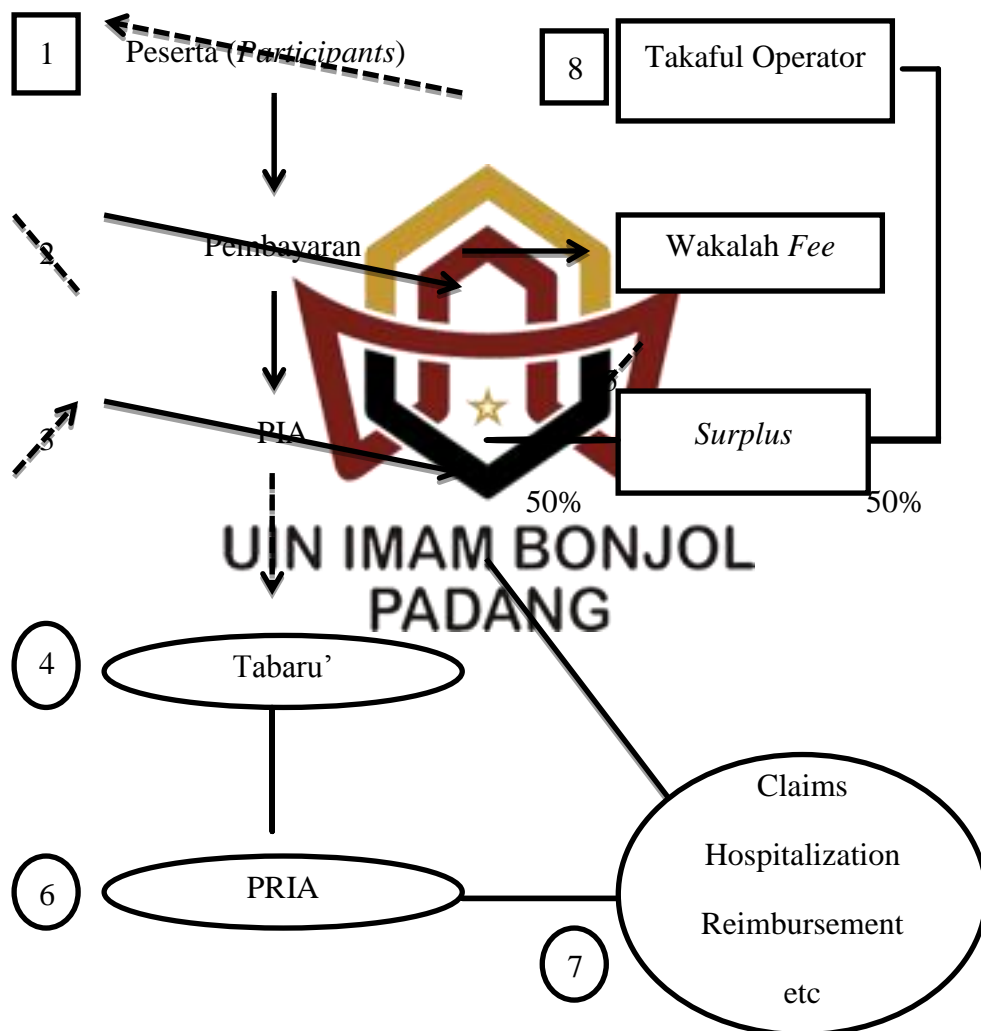 1
Peserta (Participants)
8
Takaful Operator
2
Pembayaran
Wakalah Fee
5
3
PIA
Surplus
50%
50%
UIN IMAM BONJOL
PADANG
4
Tabaru’
Claims
6
PRIA
Hospitalization
Reimbursement
7
etc